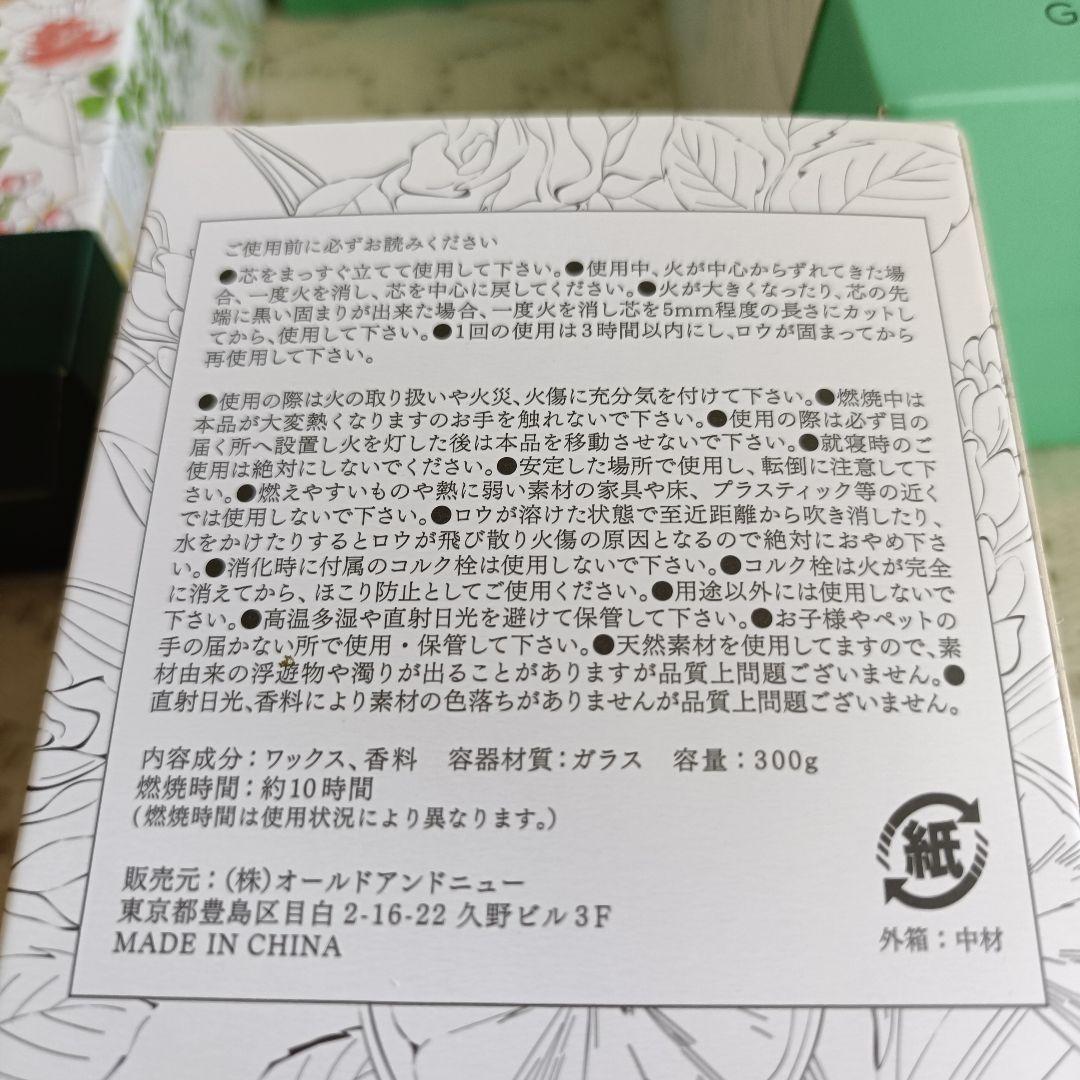 G
ご使用前に必ずお読みください
●芯をまっすぐ立てて使用して下さい。●使用中、火が中心からずれてきた場
合、一度火を消し、芯を中心に戻してください。●火が大きくなったり、芯の先
端に黒い固まりが出来た場合、一度火を消し芯を5mm程度の長さにカットし
てから、使用して下さい。●1回の使用は3時間以内にし、ロウが固まってから
再使用して下さい。
●使用の際は火の取り扱いや火災、火傷に充分気を付けて下さい。●燃焼中は
本品が大変熱くなりますのお手を触れないで下さい。●使用の際は必ず目の
届く所へ設置し火を灯した後は本品を移動させないで下さい。●就寝時のご
使用は絶対にしないでください。●安定した場所で使用し、転倒に注意して下
さい。●燃えやすいものや熱に弱い素材の家具や床、プラスティック等の近く
では使用しないで下さい。●ロウが溶けた状態で至近距離から吹き消したり、
水をかけたりするとロウが飛び散り火傷の原因となるので絶対におやめ下さ
い。●消化時に付属のコルク栓は使用しないで下さい。●コルク栓は火が完全
に消えてから、ほこり防止としてご使用ください。●用途以外には使用しないで
下さい。●高温多湿や直射日光を避けて保管して下さい。●お子様やペットの
手の届かない所で使用・保管して下さい。●天然素材を使用してますので、素
材由来の浮遊物や濁りが出ることがありますが品質上問題ございません。●
直射日光、香料により素材の色落ちがありませんが品質上問題ございません。
内容成分：ワックス、香料　容器材質：ガラス　容量：300g
燃焼時間：約10時間
（燃焼時間は使用状況により異なります。）
販売元：（株）オールドアンドニュー
東京都豊島区目白 2-16-22 久野ビル 3F
MADE IN CHINA
紙
外箱：中材